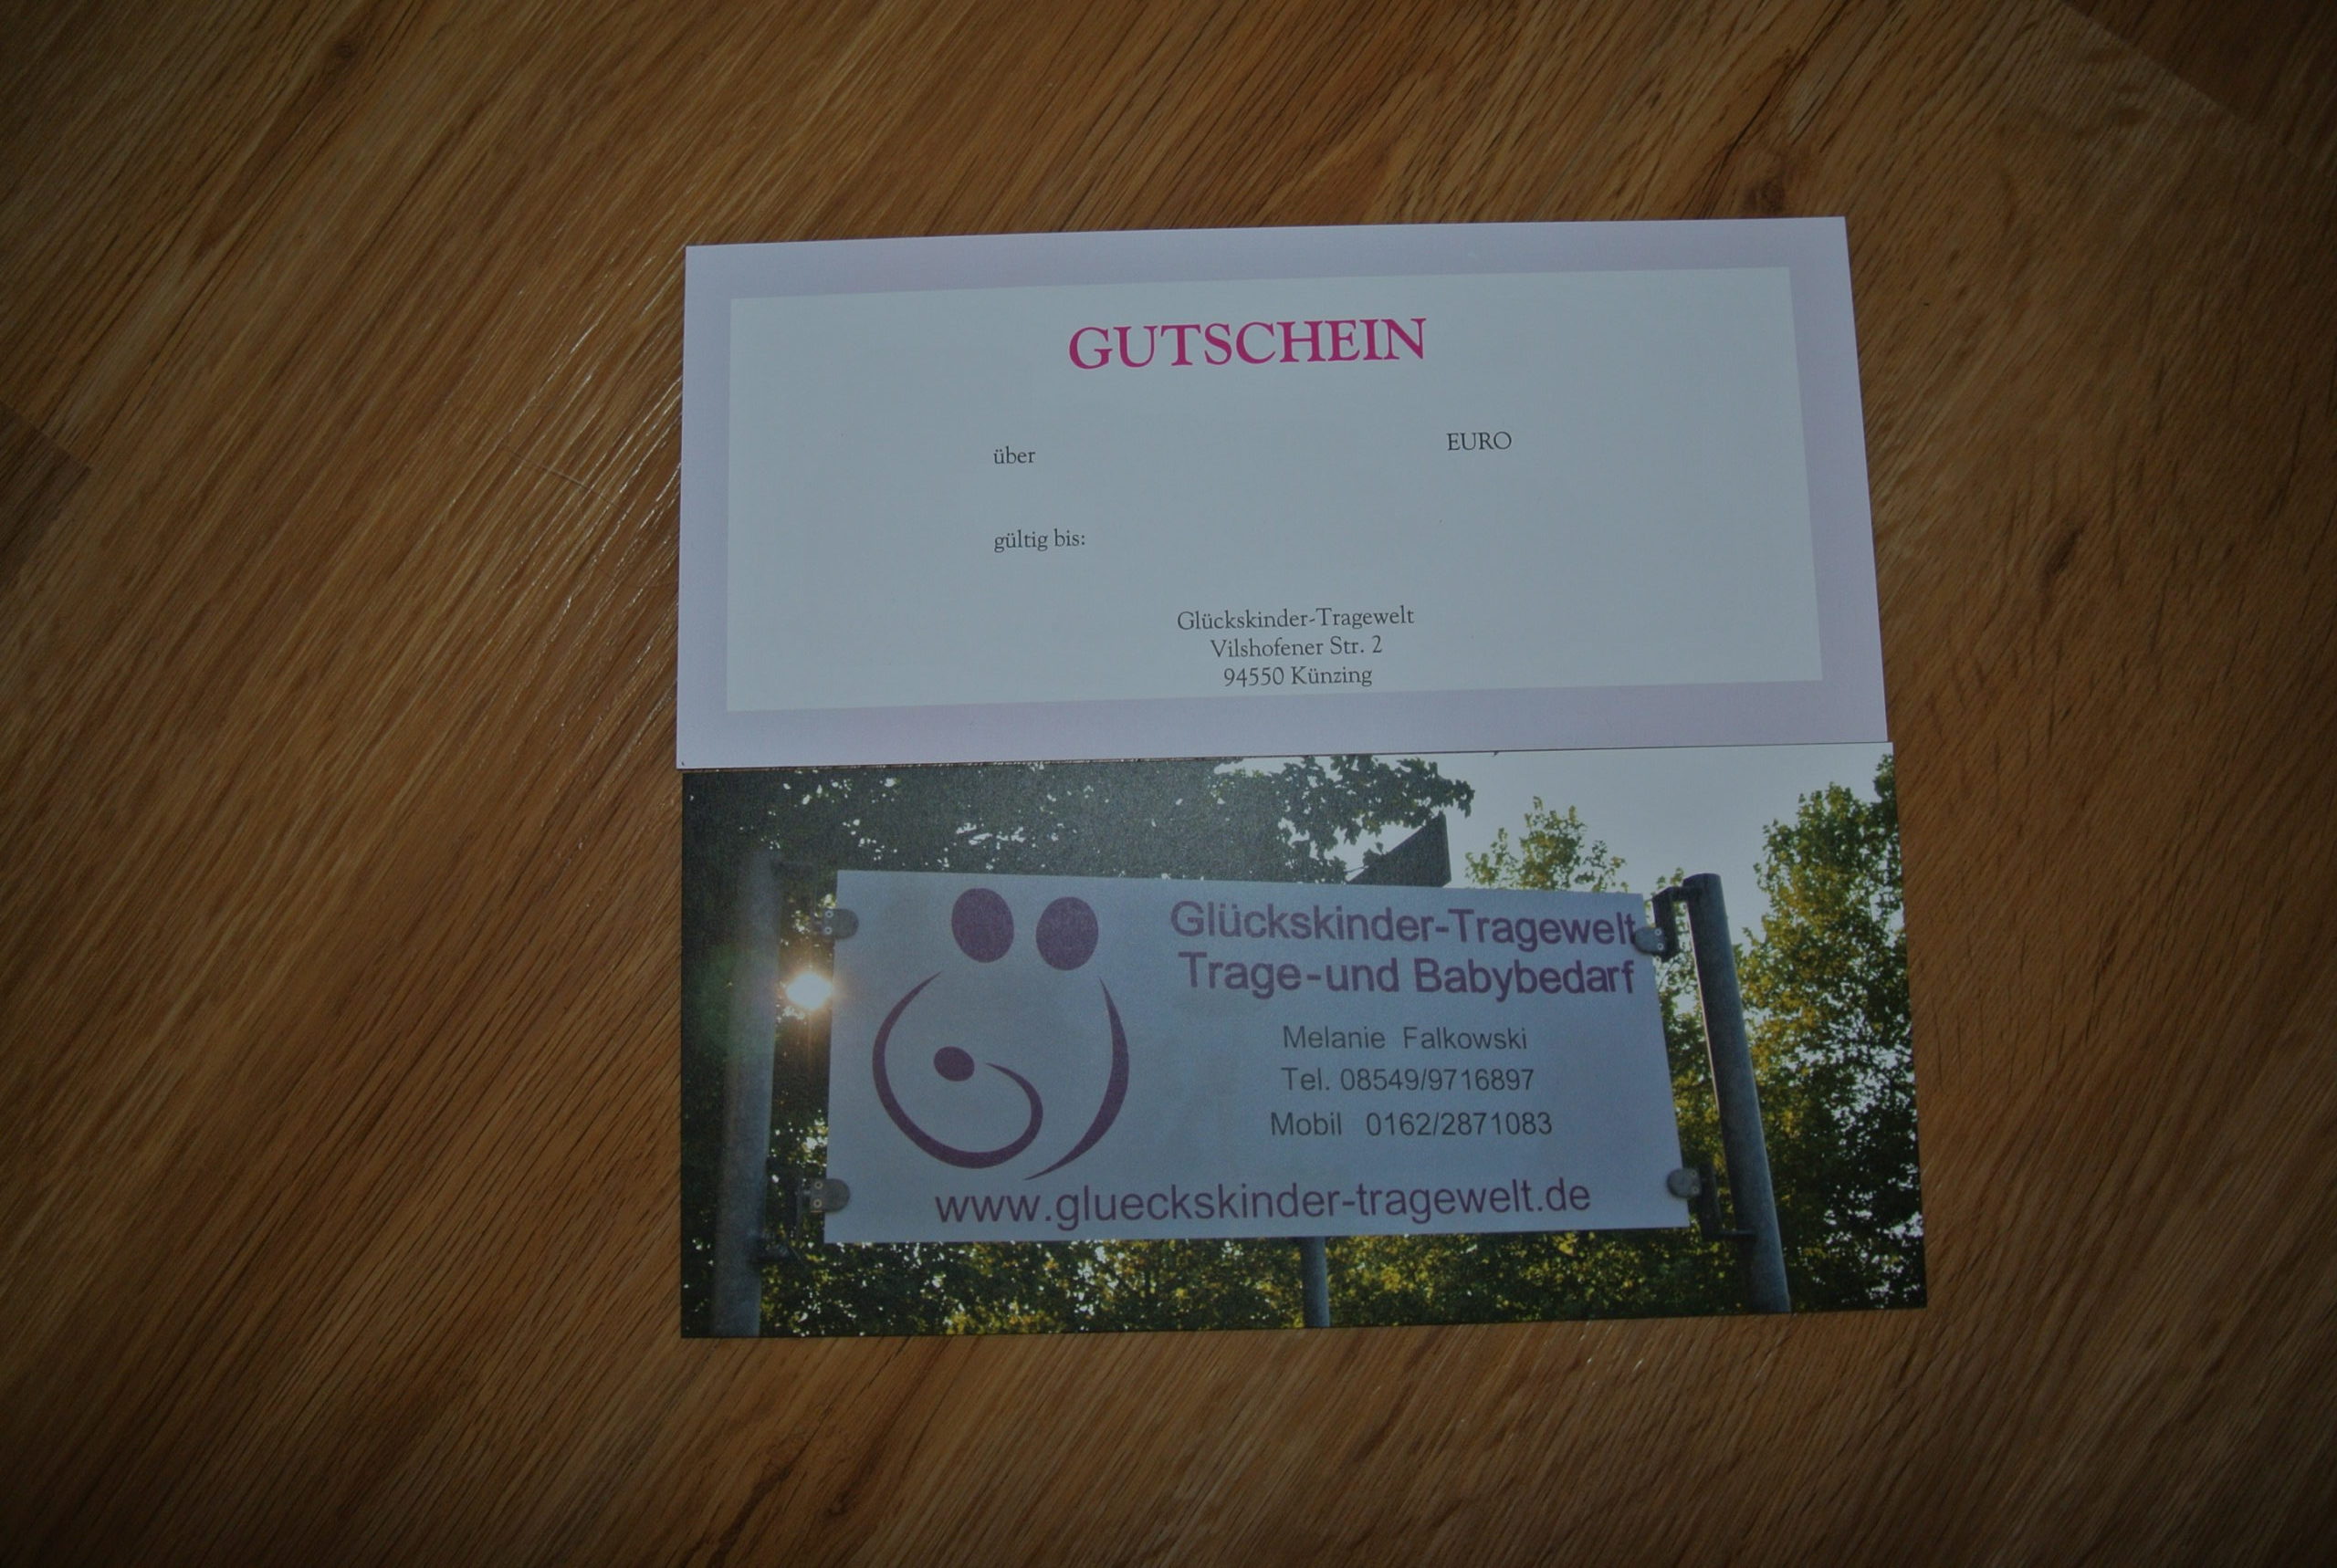 GUTSCHEIN
über EURO
gültig bis:
Glückskinder-Tragewelt
Vilshofener Str. 2
94550 Künzing
Glückskinder-Tragewelt
Trage-und Babybedarf
Melanie Falkowski
Tel. 08549/9716897
Mobil 0162/2871083
www.glueckskinder-tragewelt.de